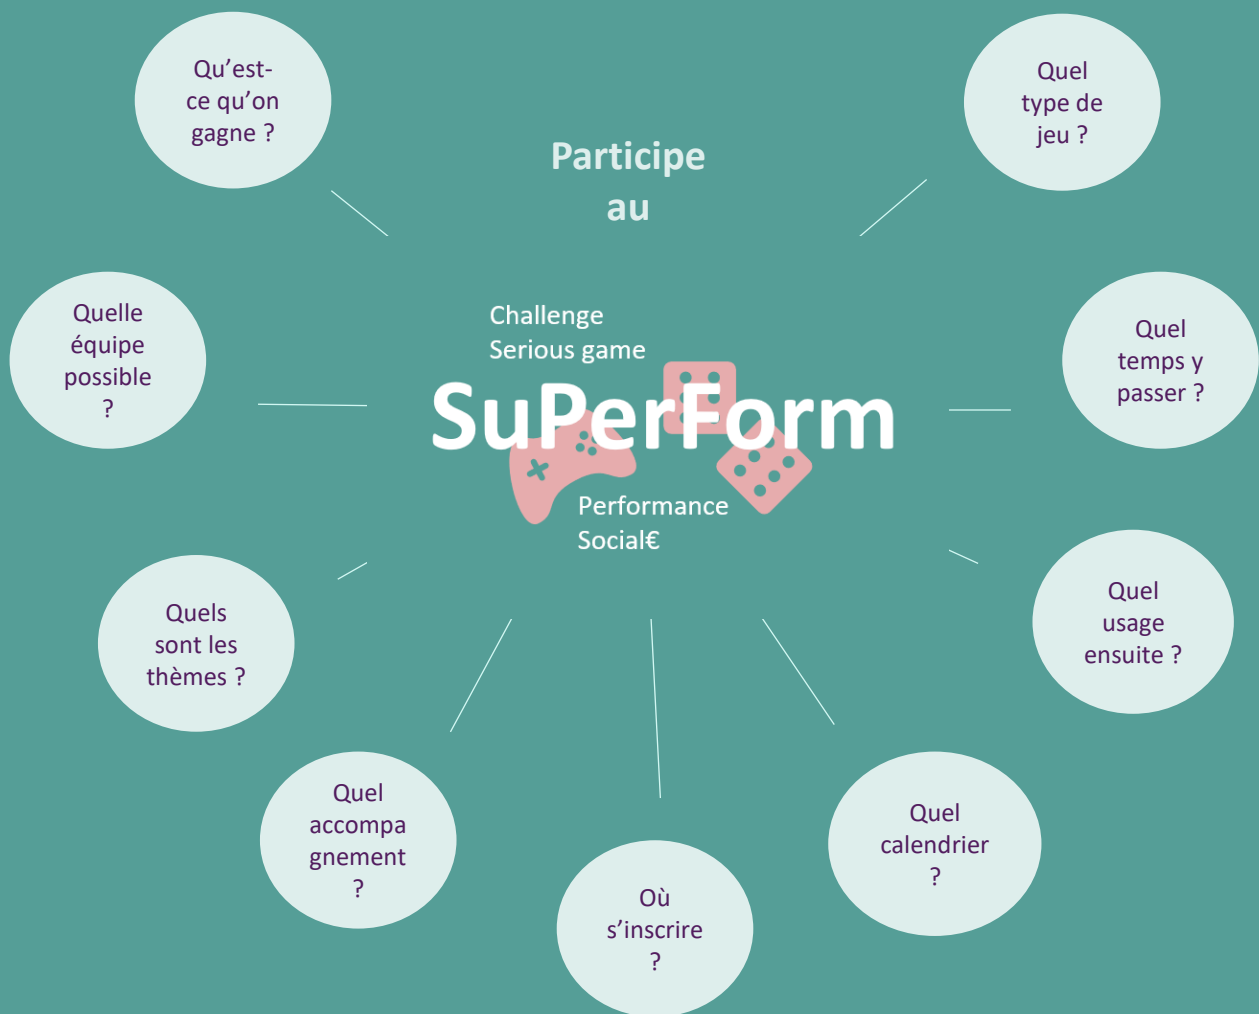 Qu’est-
ce qu’on
gagne ?
Quel
type de
jeu ?
Participe
au
Quelle
équipe
possible
?
Challenge
Serious game
SuPerForm
Performance
Social€
Quel
temps y
passer ?
Quels
sont les
thèmes ?
Quel
usage
ensuite ?
Quel
accompa
gnement
?
Où
s’inscrire
?
Quel
calendrier
?